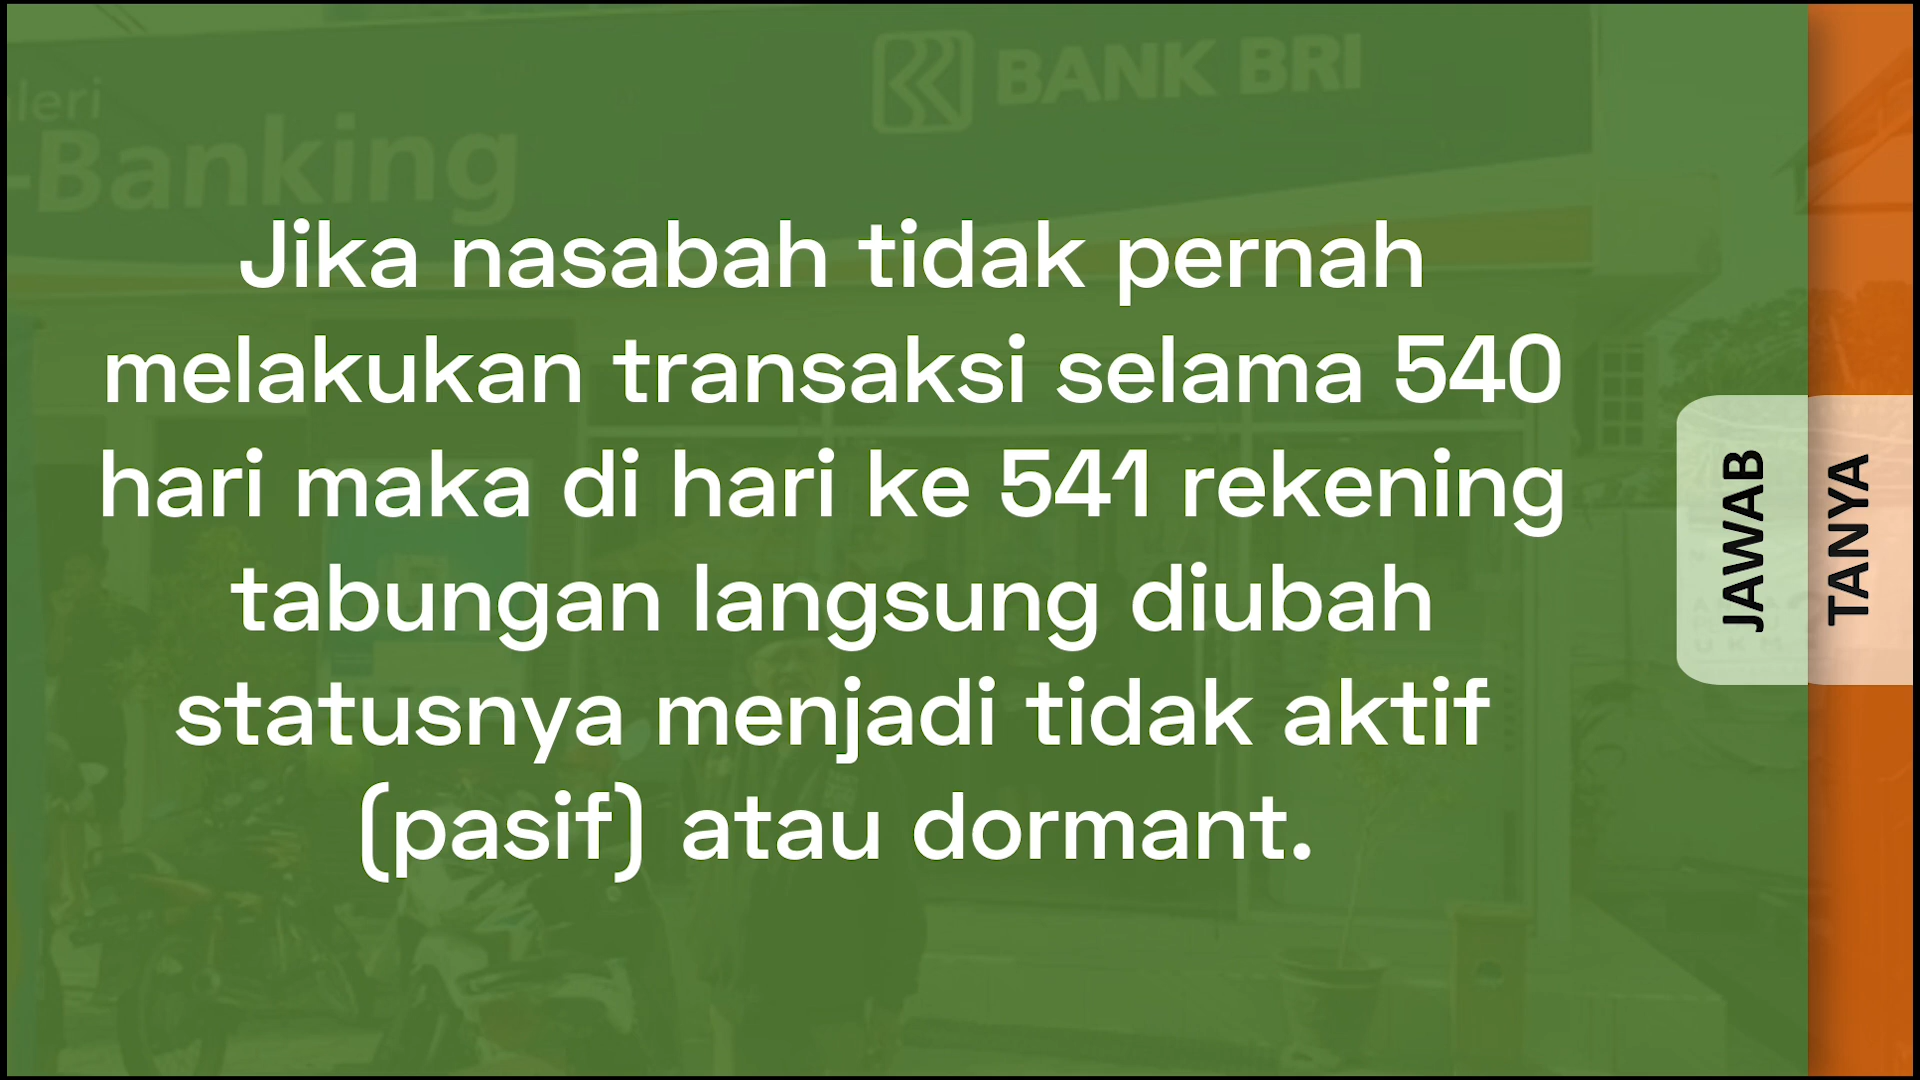 leri
-Banking
BANK BRI
Jika nasabah tidak pernah
melakukan transaksi selama 540
hari maka di hari ke 541 rekening
tabungan langsung diubah
statusnya menjadi tidak aktif
(pasif) atau dormant.
JAWAB
TANYA